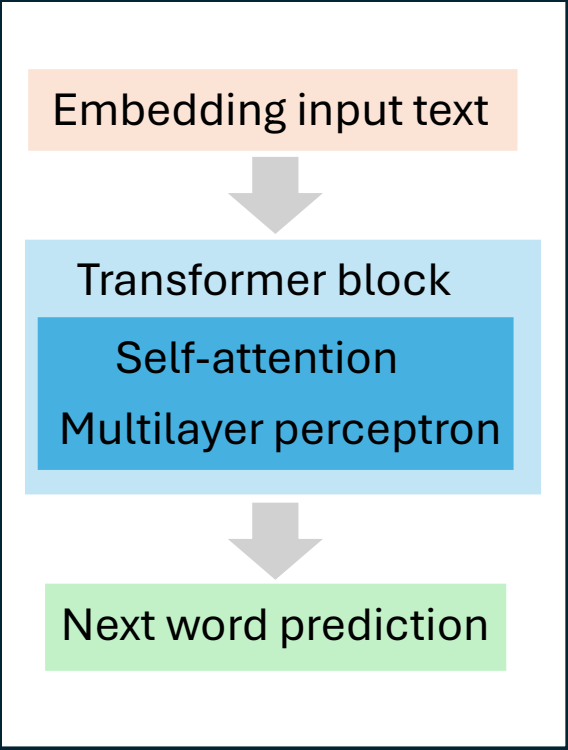 Embedding input text
Transformer block
Self-attention
Multilayer perceptron
Next word prediction